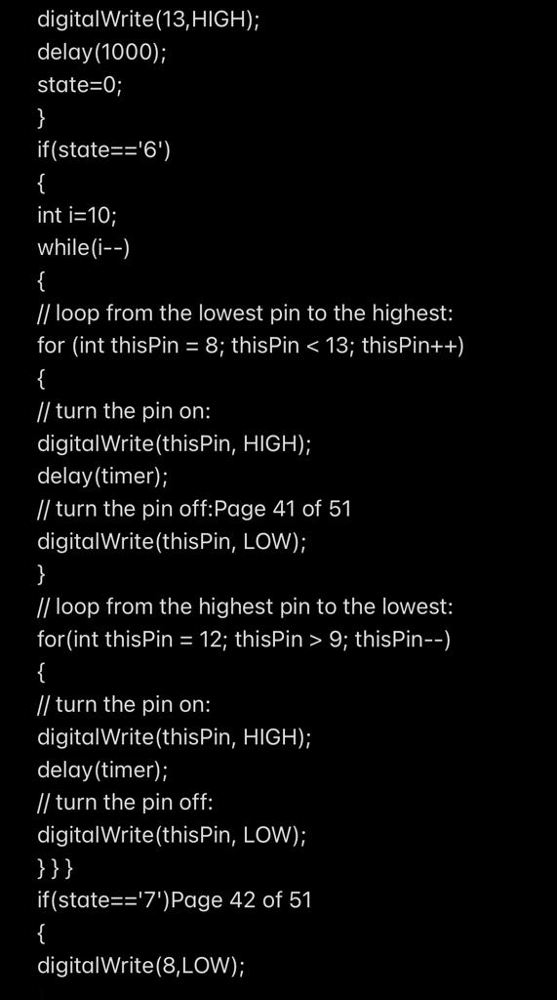 digitalWrite(13,HIGH);
delay(1000);
state=0;
}
if(state=='6')
{
int i=10;
while(i--)
{
// loop from the lowest pin to the highest:
for (int thisPin = 8; thisPin < 13; thisPin++)
{
// turn the pin on:
digitalWrite(thisPin, HIGH);
delay(timer);
// turn the pin off:Page 41 of 51
digitalWrite(thisPin, LOW);
}
// loop from the highest pin to the lowest:
for(int thisPin = 12; thisPin > 9; thisPin--)
{
// turn the pin on:
digitalWrite(thisPin, HIGH);
delay(timer);
// turn the pin off:
digitalWrite(thisPin, LOW);
} } }
if(state=='7')Page 42 of 51
{
digitalWrite(8,LOW);